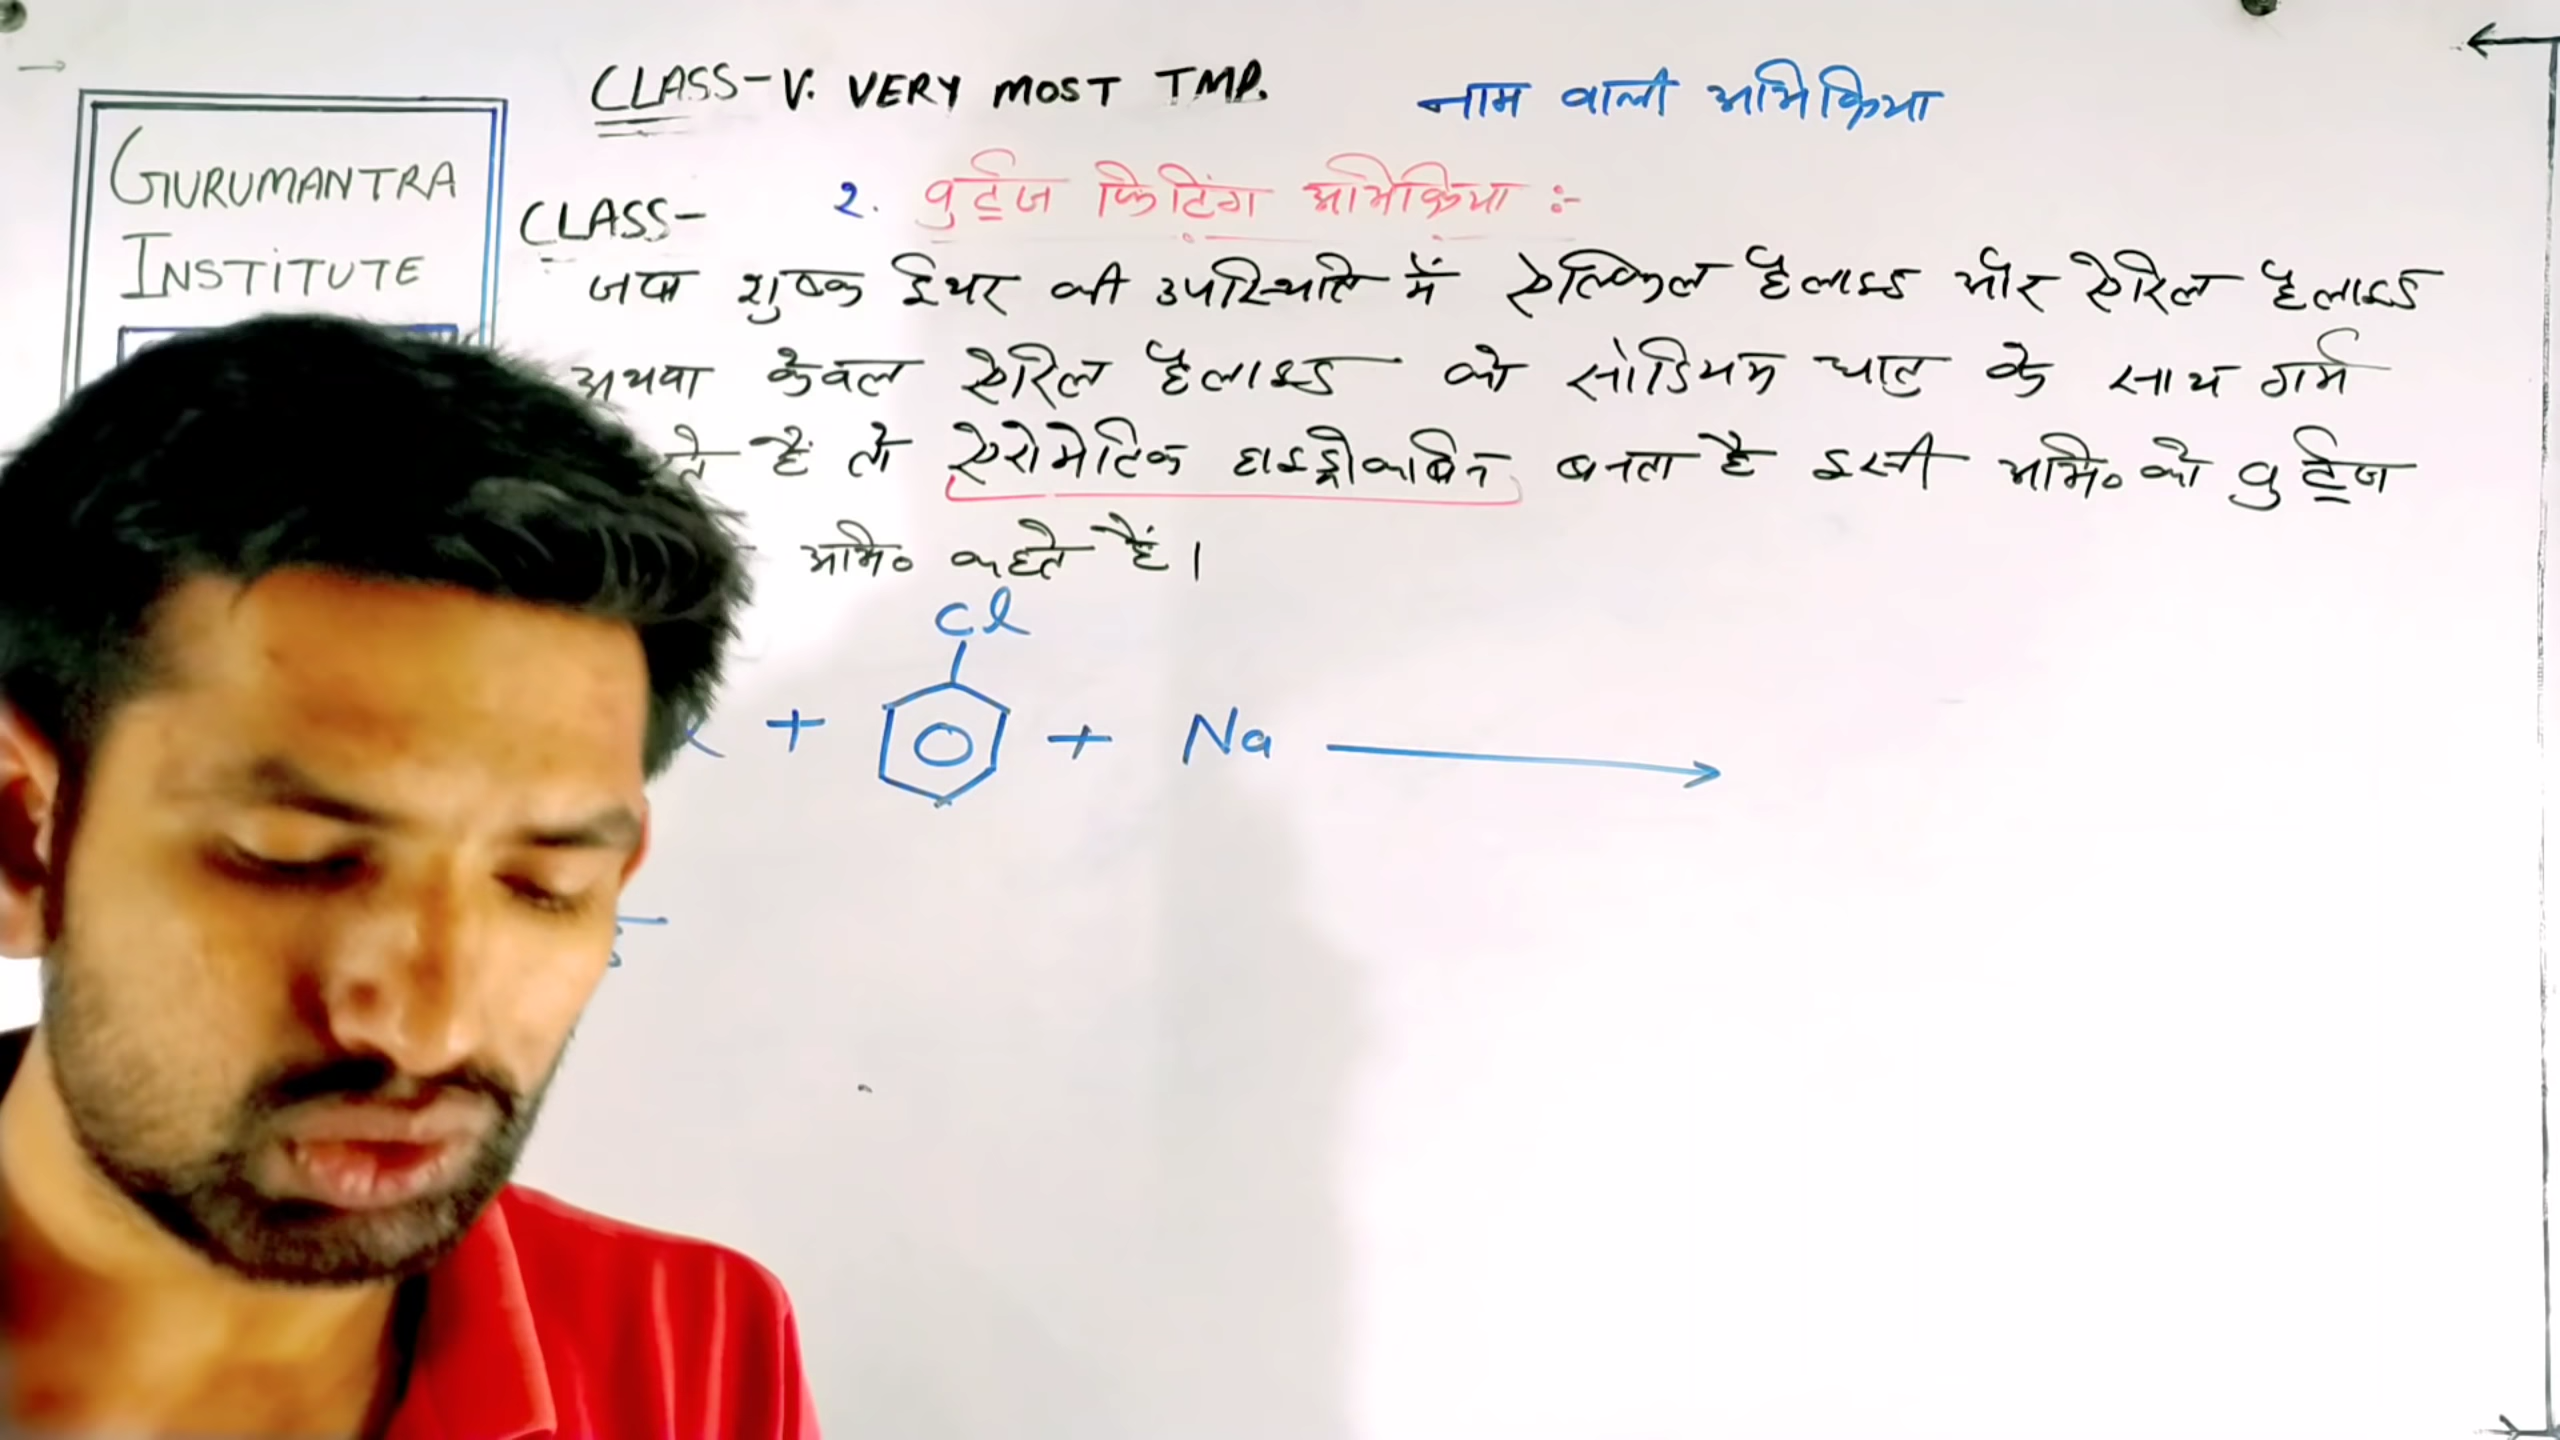 CLASS-V. VERY MOST IMP. नाम वाली अभिक्रिया
GURUMANTRA
INSTITUTE
CLASS-
2. वुर्ट्ज फिटिंग अभिक्रिया :-
जब शुष्क ईथर की उपस्थिति में ऐल्किल हैलाइड और ऐरिल हैलाइड
अथवा केवल ऐरिल हैलाइड को सोडियम धातु के साथ गर्म
है तो ऐरोमेटिक हाइड्रोकार्बन बनता है इसी अभि० को वुर्ट्ज
अभि० कहते हैं।
Cl
+ + Na